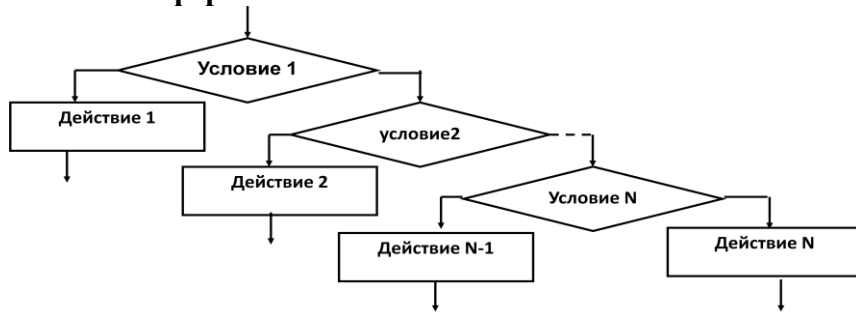 Условие 1
Действие 1
условие2
Действие 2
Условие N
Действие N-1
Действие N